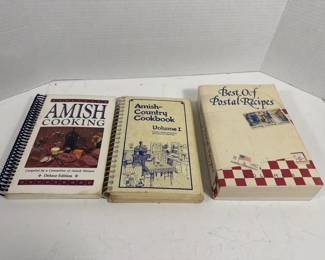 AMISH
COOKING
Compiled by a Committee of Amish Women
Deluxe Edition
Amish-
Country
Cookbook
Volume I
Best Of
Postal Recipes